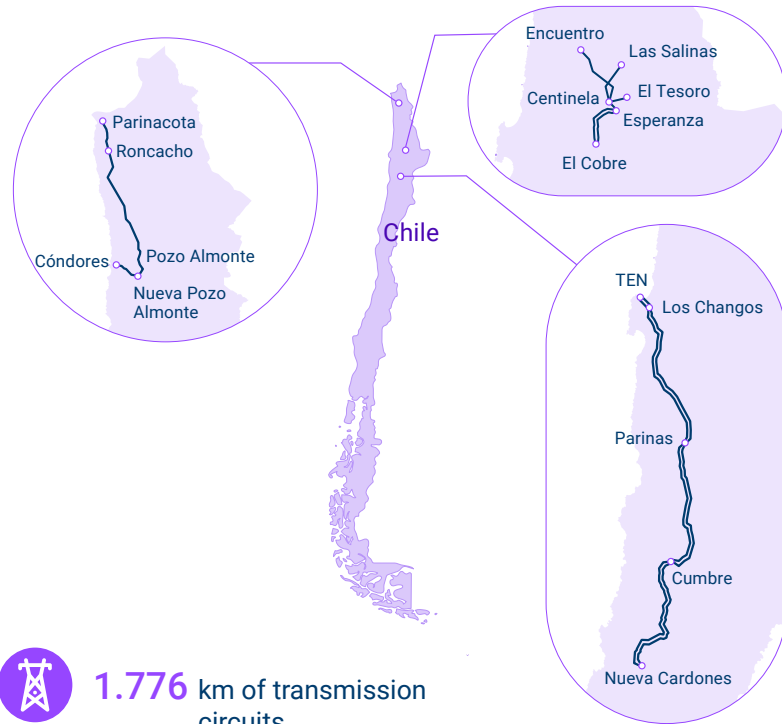 Parinacota
Roncacho
Cóndores
Pozo Almonte
Nueva Pozo
Almonte
Chile
Encuentro
Las Salinas
Centinela
El Tesoro
Esperanza
El Cobre
TEN
Los Changos
Parinas
Cumbre
Nueva Cardones
1.776 km of transmission
circuits